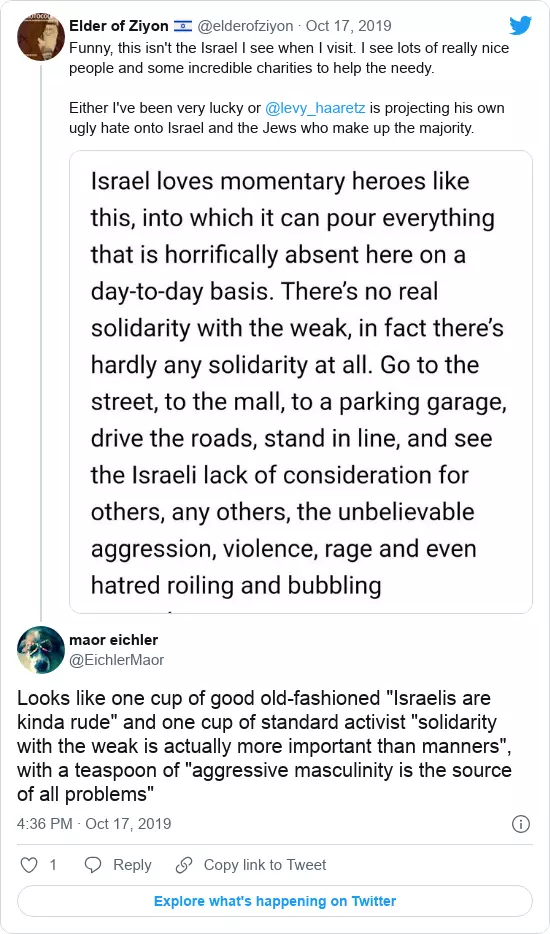 Elder of Ziyon 🇮🇱 @elderofziyon · Oct 17, 2019
Funny, this isn't the Israel I see when I visit. I see lots of really nice
people and some incredible charities to help the needy.
Either I've been very lucky or @levy_haaretz is projecting his own
ugly hate onto Israel and the Jews who make up the majority.
Israel loves momentary heroes like
this, into which it can pour everything
that is horrifically absent here on a
day-to-day basis. There's no real
solidarity with the weak, in fact there's
hardly any solidarity at all. Go to the
street, to the mall, to a parking garage,
drive the roads, stand in line, and see
the Israeli lack of consideration for
others, any others, the unbelievable
aggression, violence, rage and even
hatred roiling and bubbling
maor eichler
@EichlerMaor
Looks like one cup of good old-fashioned "Israelis are
kinda rude" and one cup of standard activist "solidarity
with the weak is actually more important than manners",
with a teaspoon of "aggressive masculinity is the source
of all problems"
4:36 PM · Oct 17, 2019
1 Reply Copy link to Tweet
Explore what's happening on Twitter